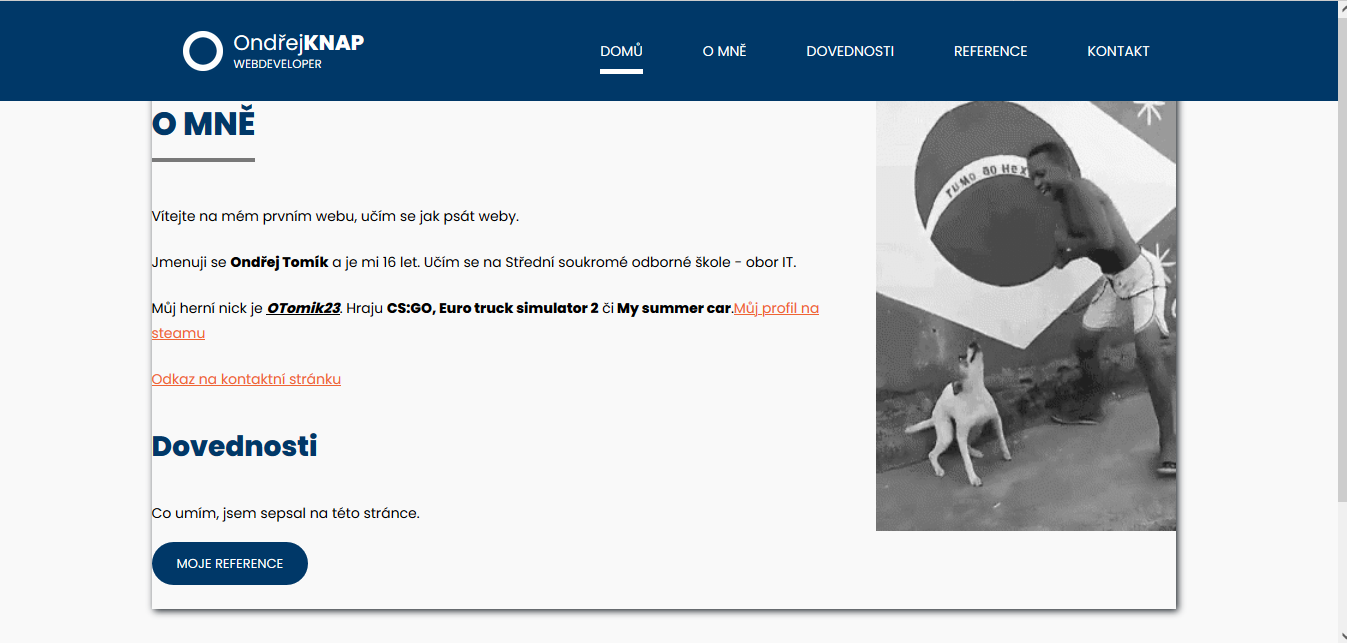 OndřejKNAP
WEBDEVELOPER
DOMŮ
O MNĚ
DOVEDNOSTI
REFERENCE
KONTAKT
O MNĚ
Vítejte na mém prvním webu, učím se jak psát weby.
Jmenuji se Ondřej Tomík a je mi 16 let. Učím se na Střední soukromé odborné škole - obor IT.
Můj herní nick je OTomik23. Hraju CS:GO, Euro truck simulator 2 či My summer car.Můj profil na
steamu
Odkaz na kontaktní stránku
Dovednosti
Co umím, jsem sepsal na této stránce.
MOJE REFERENCE
rumo ao Hex